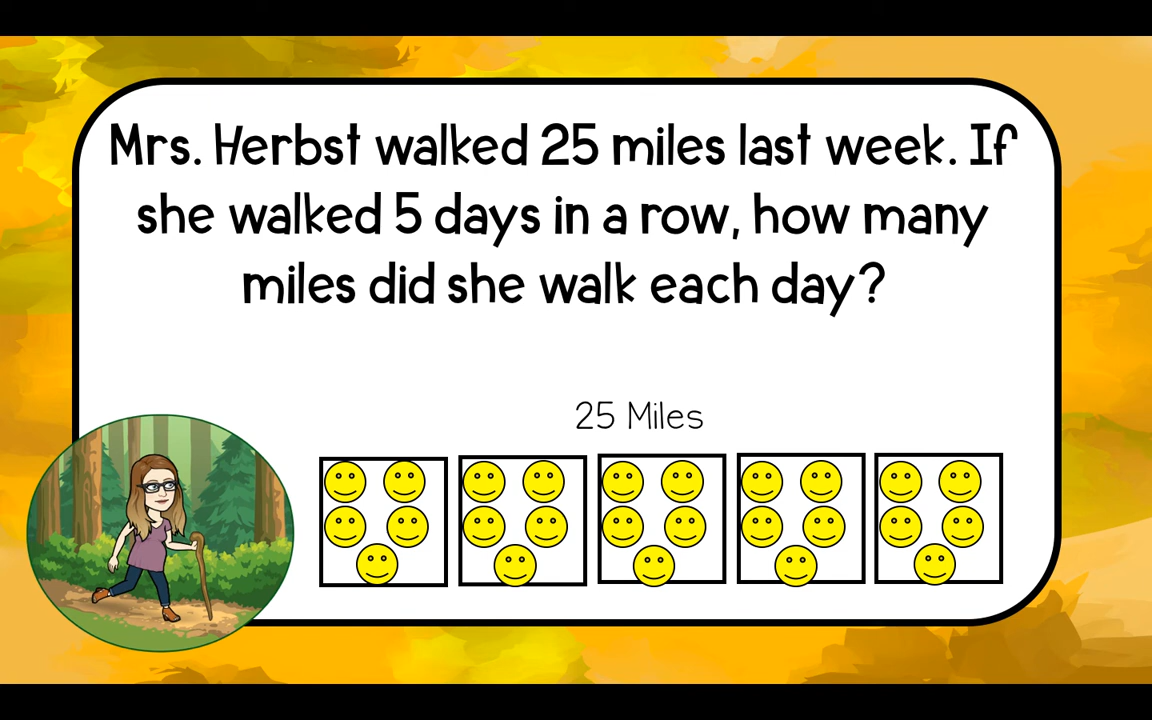 Mrs. Herbst walked 25 miles last week. If
she walked 5 days in a row, how many
miles did she walk each day?
25 Miles